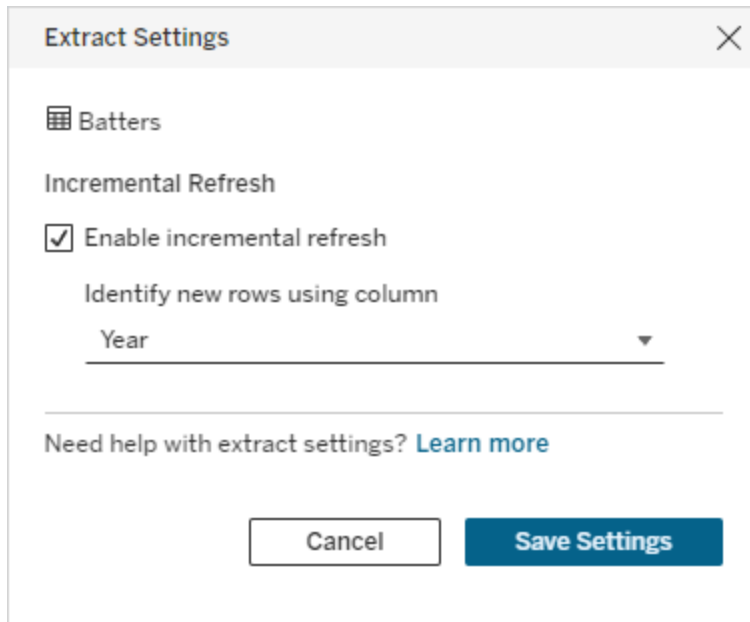 Extract Settings
Batters
Incremental Refresh
Enable incremental refresh
Identify new rows using column
Year
Need help with extract settings? Learn more
Cancel Save Settings